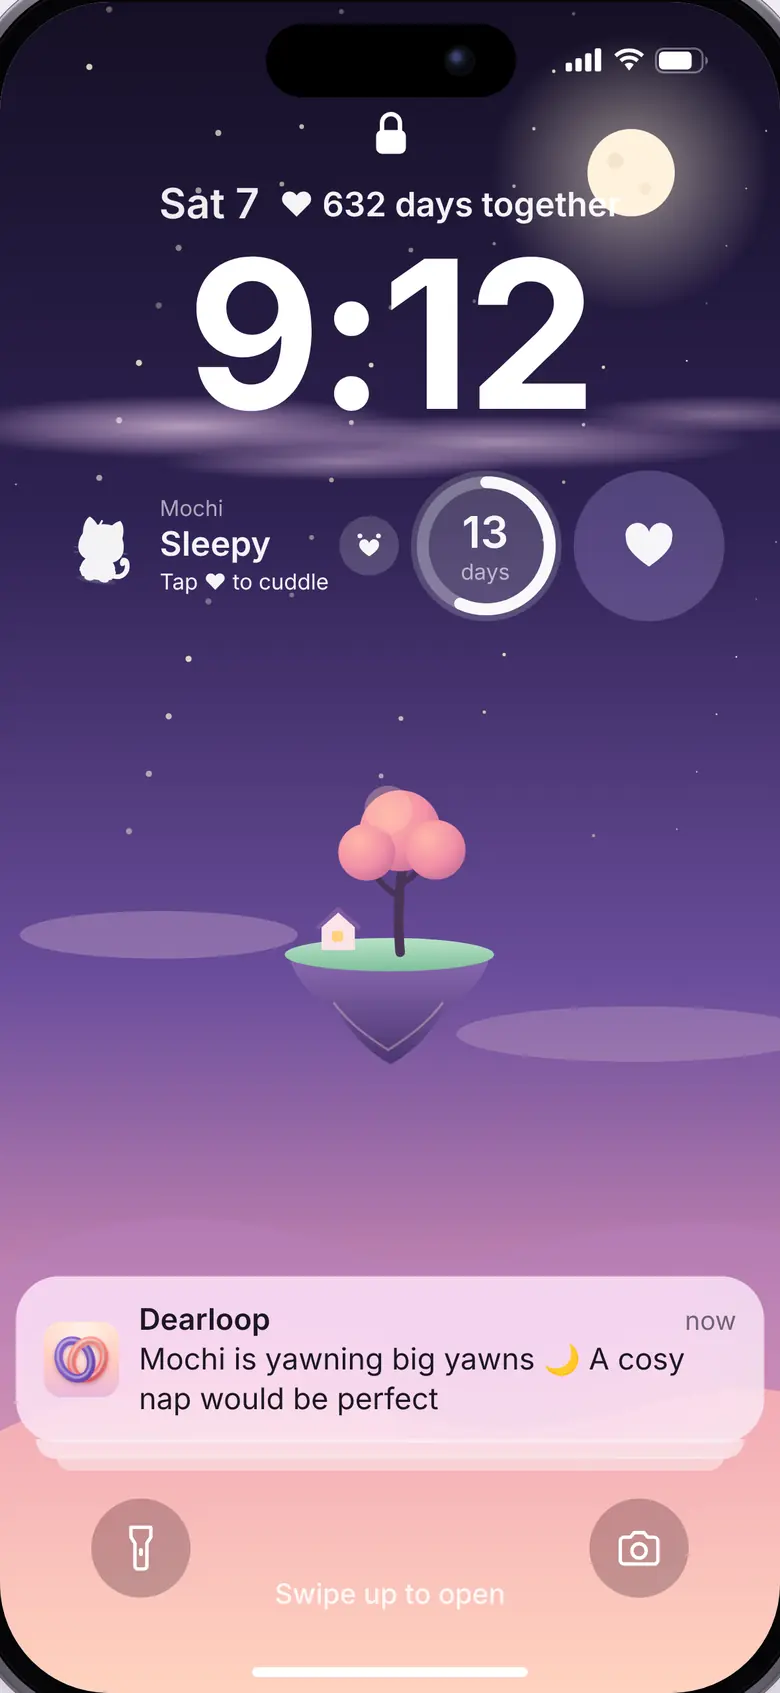 Sat 7 ♥ 632 days together
9:12
Mochi
Sleepy
Tap ♥ to cuddle
13
days
Dearloop
now
Mochi is yawning big yawns 🌙 A cosy
nap would be perfect
Swipe up to open